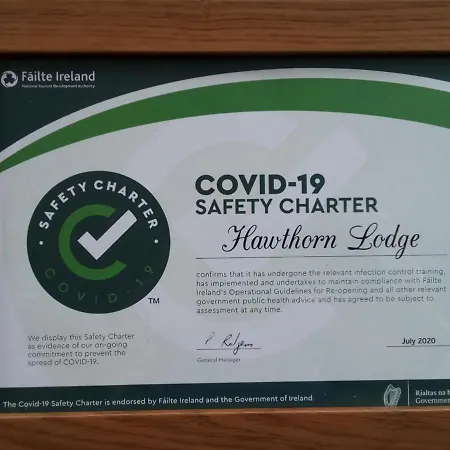 Fáilte Ireland
National Tourism Development Authority
SAFETY CHARTER
COVID-19
TM
COVID-19
SAFETY CHARTER
Hawthorn Lodge
confirms that it has undergone the relevant infection control training,
has implemented and undertakes to maintain compliance with Fáilte
Ireland's Operational Guidelines for Re-opening and all other relevant
government public health advice and has agreed to be subject to
assessment at any time.
We display this Safety Charter
as evidence of our on-going
commitment to prevent the
spread of COVID-19.
General Manager
July 2020
The Covid-19 Safety Charter is endorsed by Fáilte Ireland and the Government of Ireland
Rialtas na
Government